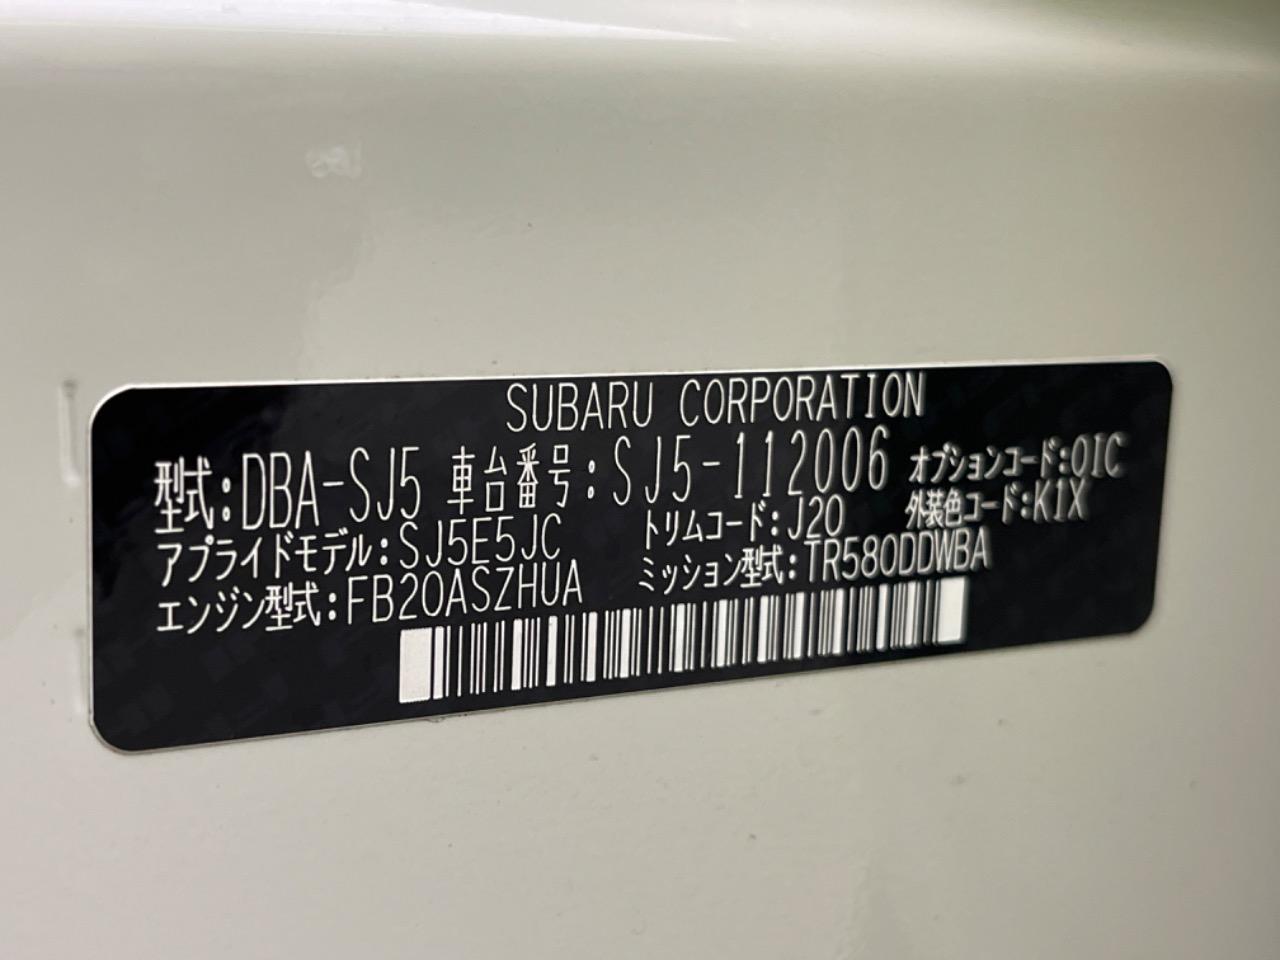 SUBARU CORPORATION
型式:DBA-SJ5 車台番号:SJ5-112006 オプションコード:0IC
アプライドモデル:SJ5E5JC トリムコード:J20 外装色コード:K1X
エンジン型式:FB20ASZHUA ミッション型式:TR580DDWBA